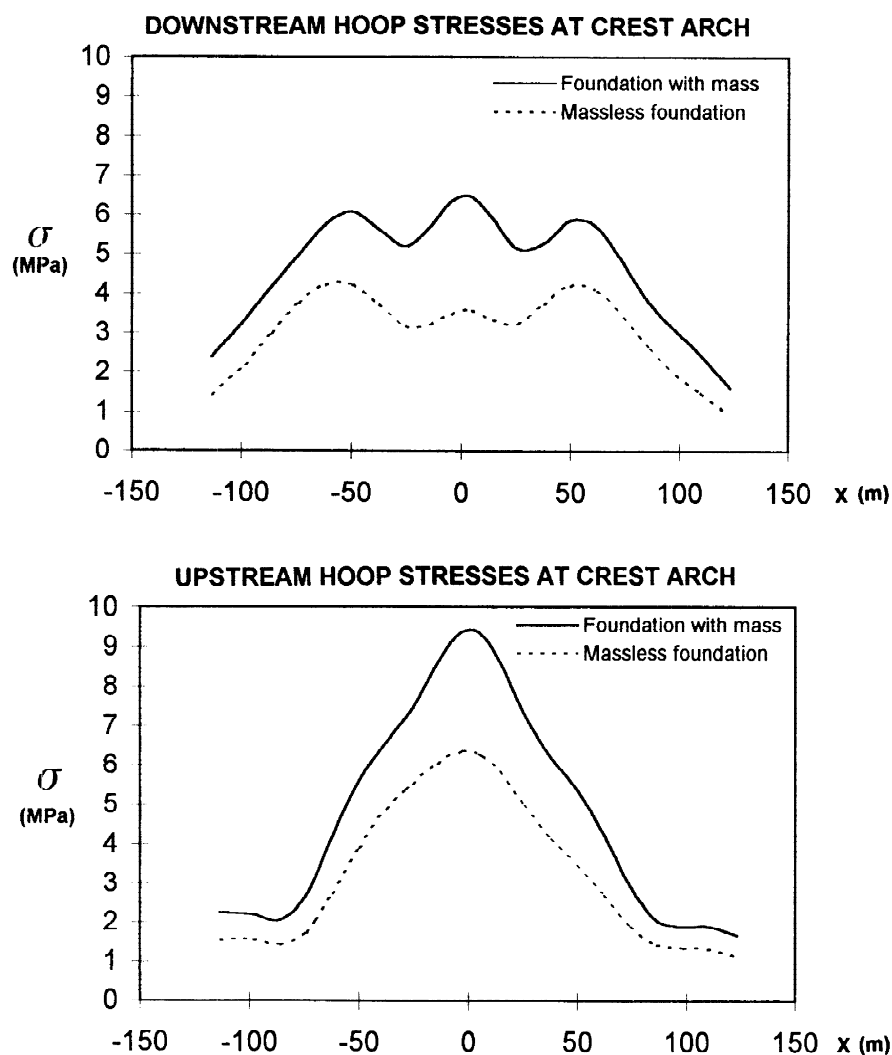 DOWNSTREAM HOOP STRESSES AT CREST ARCH
10
9
8
7
6
5
4
3
2
1
0
σ
(MPa)
Foundation with mass
Massless foundation
-150 -100 -50 0 50 100 150 X (m)
UPSTREAM HOOP STRESSES AT CREST ARCH
10
9
8
7
6
5
4
3
2
1
0
σ
(MPa)
Foundation with mass
Massless foundation
-150 -100 -50 0 50 100 150 X (m)